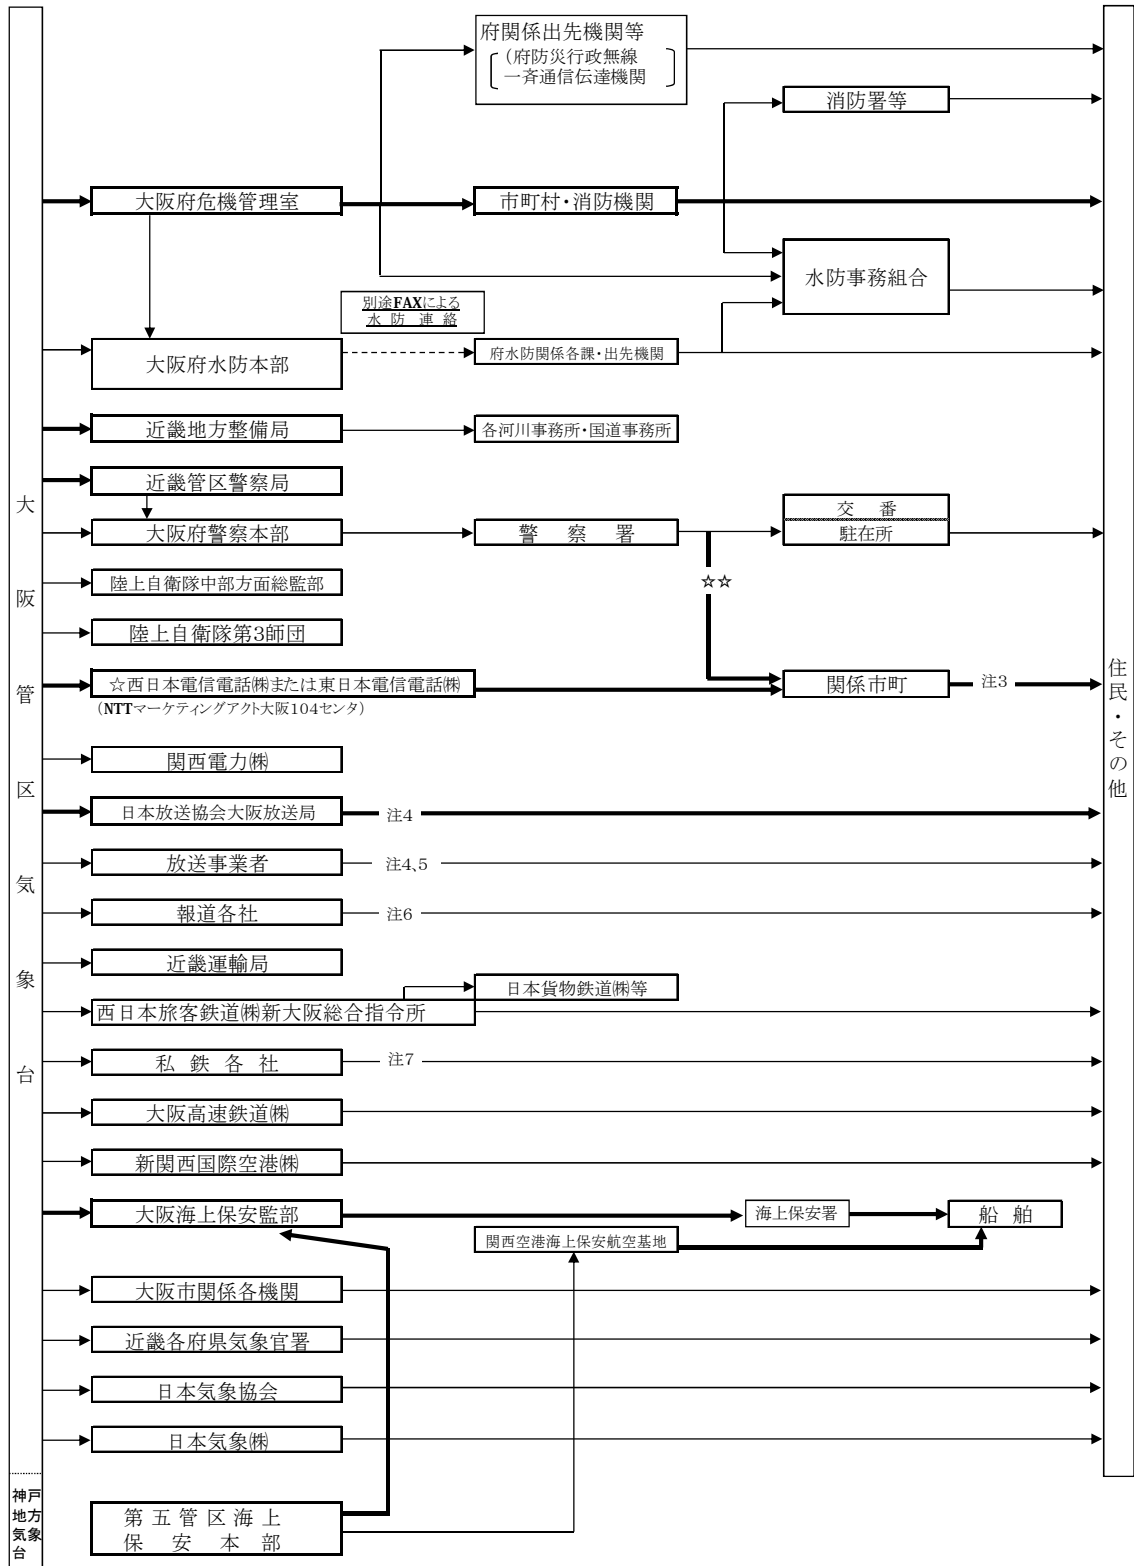 府関係出先機関等
(府防災行政無線
一斉通信伝達機関
消防署等
大阪府危機管理室
市町村・消防機関
水防事務組合
別途FAXによる
水防連絡
大阪府水防本部
府水防関係各課・出先機関
近畿地方整備局
各河川事務所・国道事務所
近畿管区警察局
大阪府警察本部
警察署
交番
駐在所
☆☆
陸上自衛隊中部方面総監部
陸上自衛隊第3師団
☆西日本電信電話㈱または東日本電信電話㈱
(NTTマーケティングアクト大阪104センタ)
関係市町
注3
関西電力㈱
日本放送協会大阪放送局
注4
放送事業者
注4、5
報道各社
注6
近畿運輸局
日本貨物鉄道㈱等
西日本旅客鉄道㈱新大阪総合指令所
私鉄各社
注7
大阪高速鉄道㈱
新関西国際空港㈱
大阪海上保安監部
海上保安署
船舶
関西空港海上保安航空基地
大阪市関係各機関
近畿各府県気象官署
日本気象協会
日本気象㈱
第五管区海上
保安本部
大阪管区気象台
神戸
地方
気象
台
住民・その他